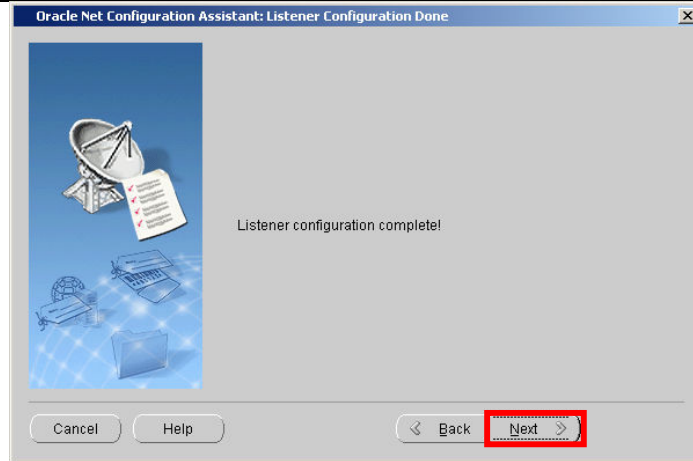 Oracle Net Configuration Assistant: Listener Configuration Done
Listener configuration complete!
Cancel Help Back Next